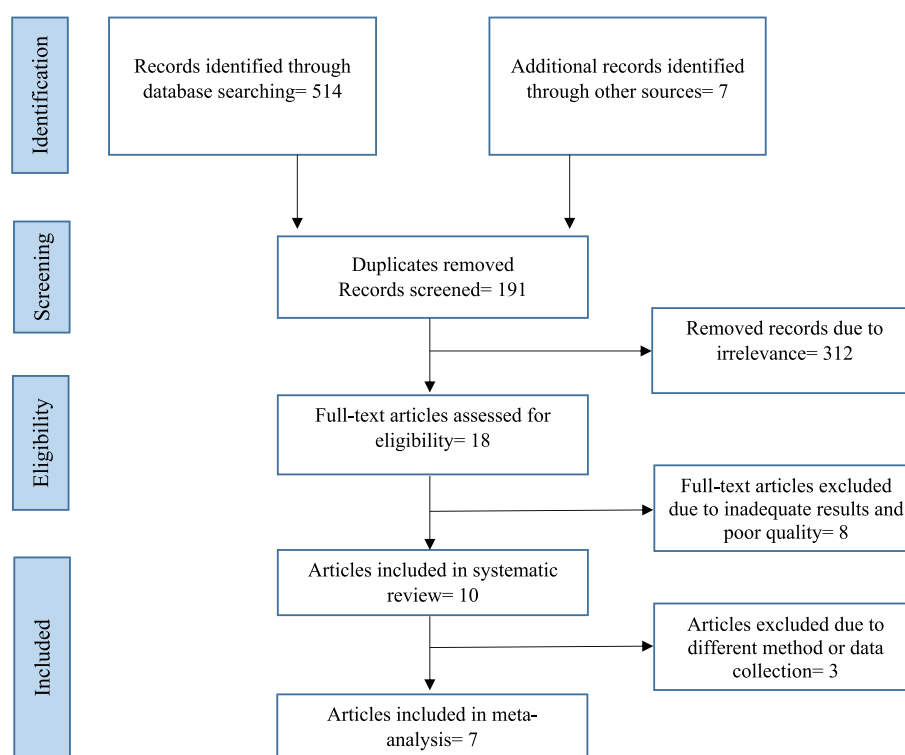 Identification
Records identified through
database searching= 514
Additional records identified
through other sources= 7
Screening
Duplicates removed
Records screened= 191
Removed records due to
irrelevance= 312
Eligibility
Full-text articles assessed for
eligibility= 18
Full-text articles excluded
due to inadequate results and
poor quality= 8
Included
Articles included in systematic
review= 10
Articles excluded due to
different method or data
collection= 3
Articles included in meta-
analysis= 7